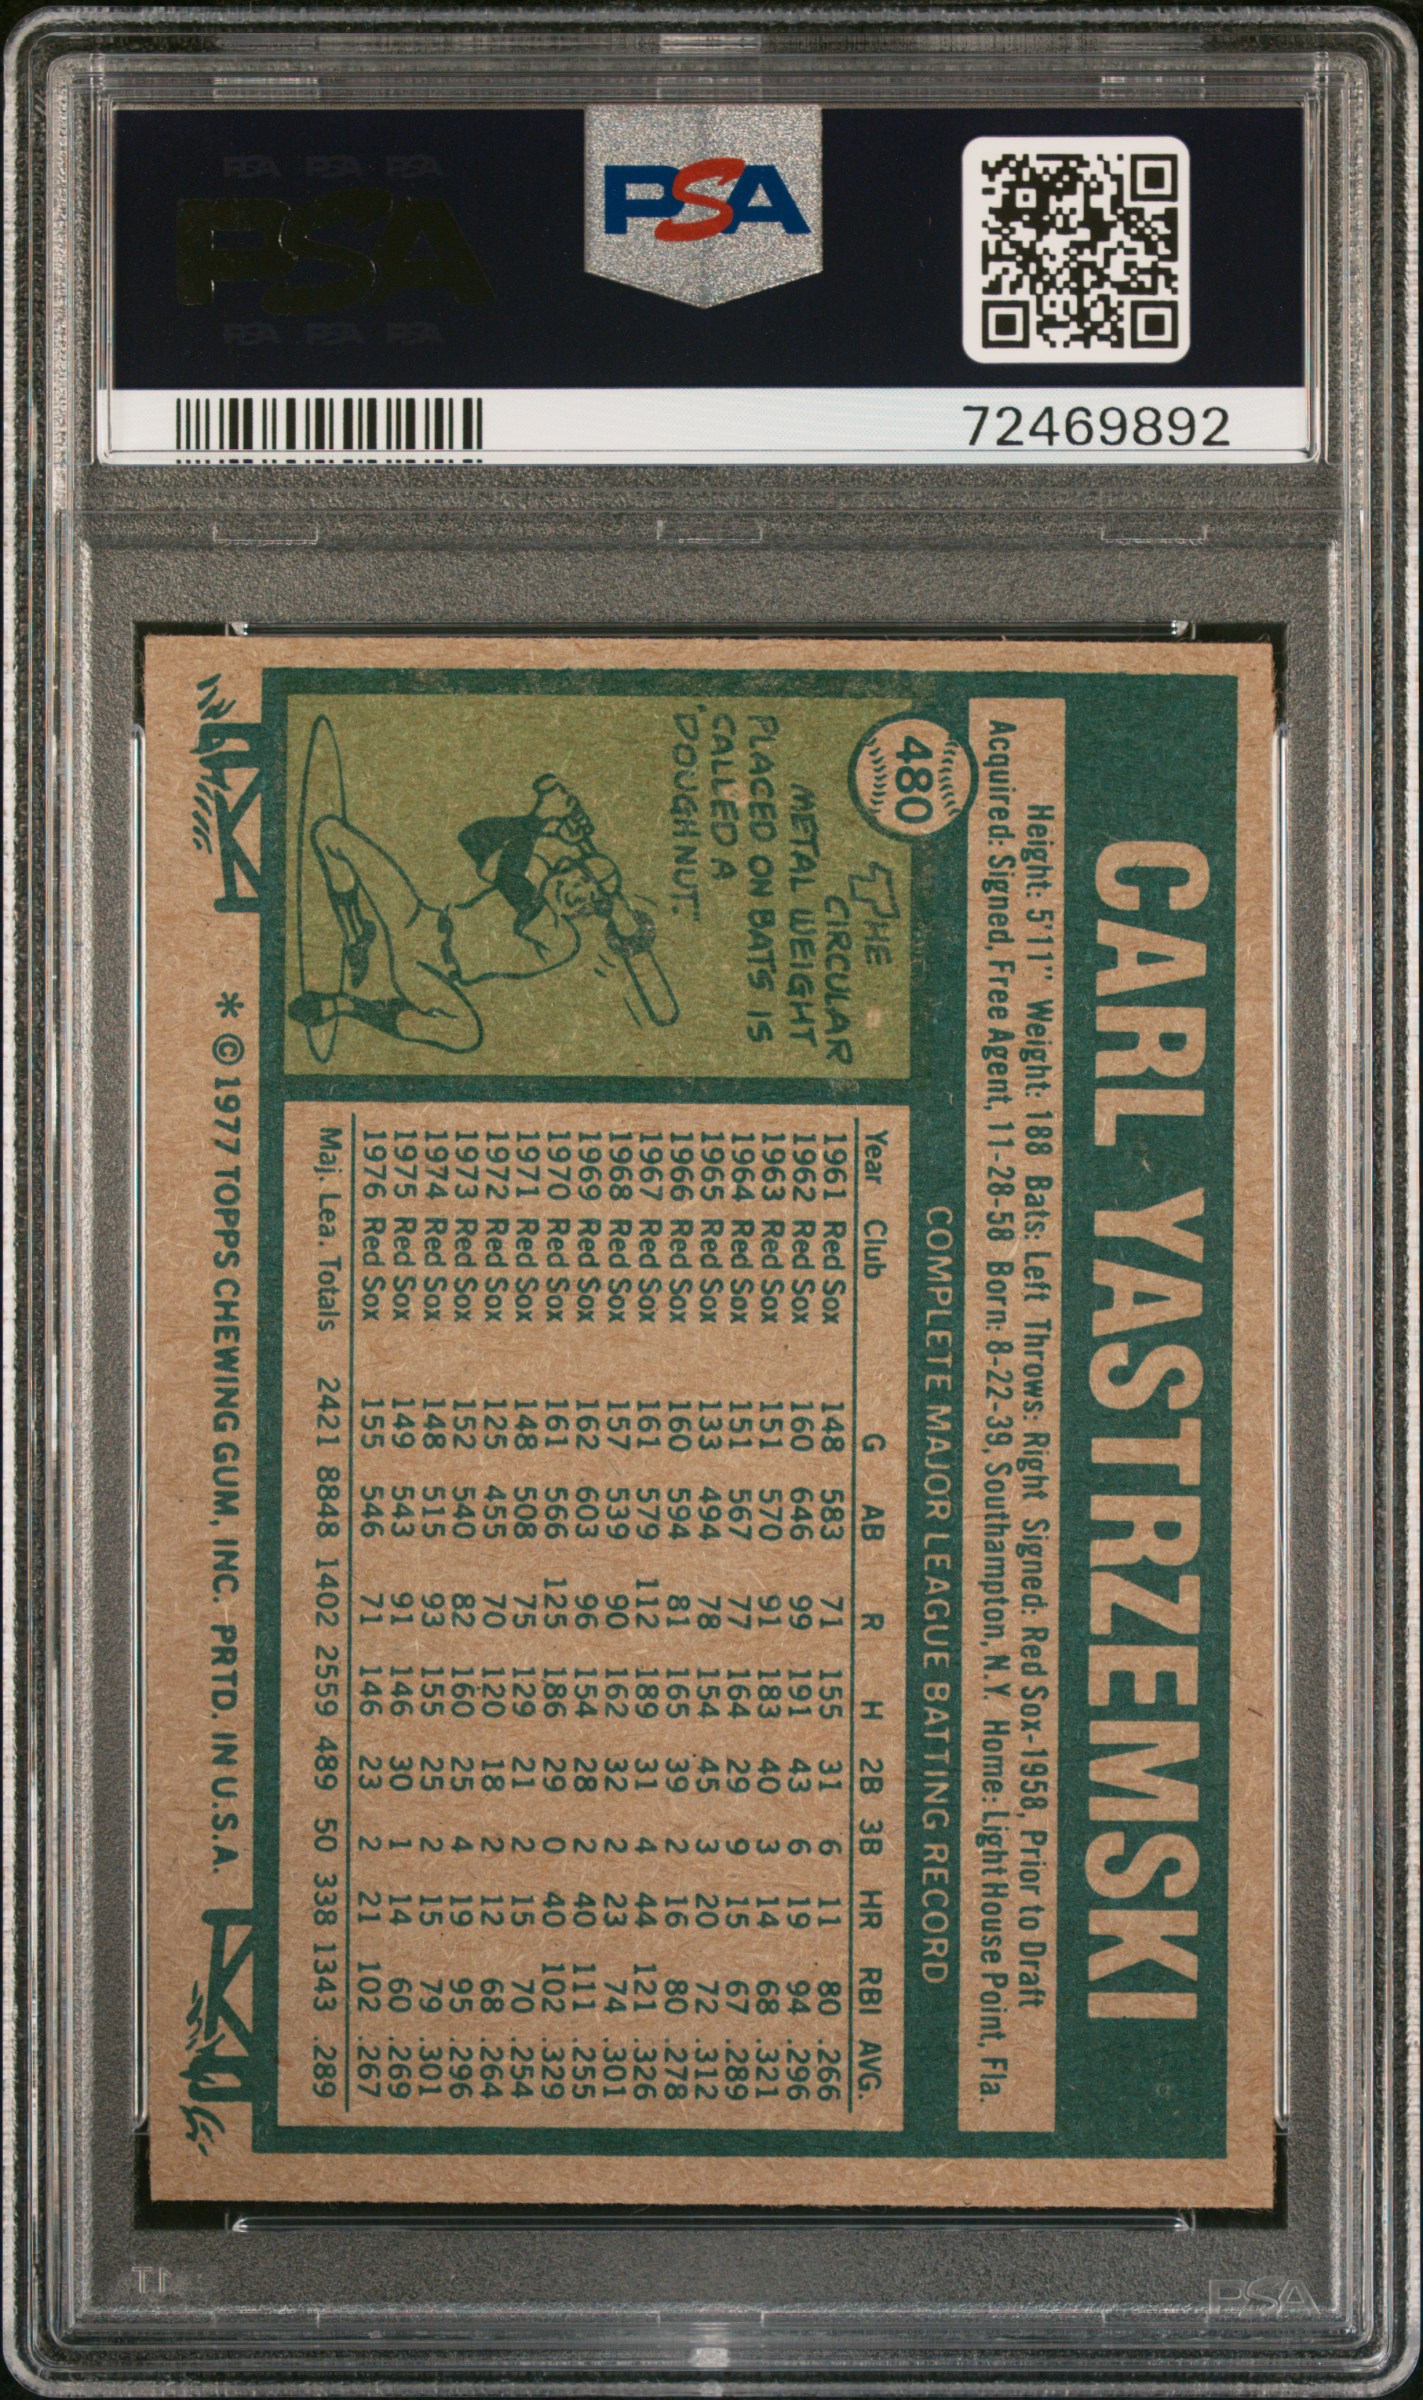 PSA PSA PSA
PSA
PSA PSA PSA
PSA
72469892
CARL YASTRZEMSKI
Height: 5'11" Weight: 188 Bats: Left Throws: Right Signed: Red Sox-1958, Prior to Draft
Acquired: Signed, Free Agent, 11-28-58 Born: 8-22-39, Southampton, N.Y. Home: Light House Point, Fla.
480
COMPLETE MAJOR LEAGUE BATTING RECORD
THE
CIRCULAR
METAL WEIGHT
PLACED ON BATS IS
CALLED A
'DOUGHNUT.'
Year Club G AB R H 2B 3B HR RBI AVG.
1961 Red Sox 148 583 71 155 31 6 11 80 .266
1962 Red Sox 160 646 99 191 43 6 19 94 .296
1963 Red Sox 151 570 91 183 40 3 14 68 .321
1964 Red Sox 151 567 77 164 29 9 15 67 .289
1965 Red Sox 133 494 78 154 45 3 20 72 .312
1966 Red Sox 160 594 81 165 39 2 16 80 .278
1967 Red Sox 161 579 112 189 31 4 44 121 .326
1968 Red Sox 157 539 90 162 32 2 23 74 .301
1969 Red Sox 162 603 96 154 28 2 40 111 .255
1970 Red Sox 161 566 125 186 29 0 40 102 .329
1971 Red Sox 148 508 75 129 21 2 15 70 .254
1972 Red Sox 125 455 70 120 18 2 12 68 .264
1973 Red Sox 152 540 82 160 25 4 19 95 .296
1974 Red Sox 148 515 93 155 25 2 15 79 .301
1975 Red Sox 149 543 91 146 30 1 14 60 .269
1976 Red Sox 155 546 71 146 23 2 21 102 .267
Maj. Lea. Totals 2421 8848 1402 2559 489 50 338 1343 .289
* © 1977 TOPPS CHEWING GUM, INC. PRTD. IN U.S.A.
PSA